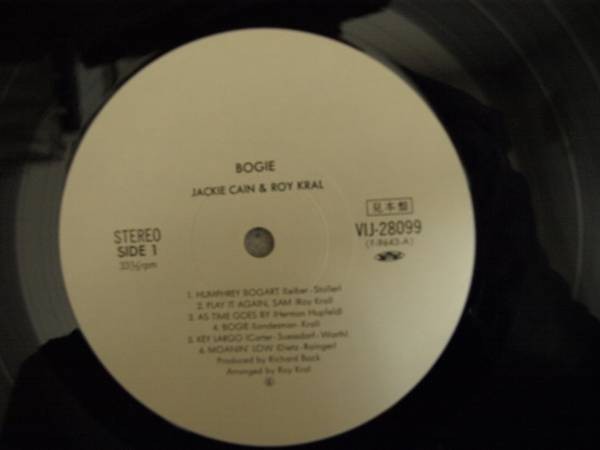 BOGIE
JACKIE CAIN & ROY KRAL
見本盤
STEREO
VIJ-28099
SIDE 1
(F-8643-A)
33⅓rpm
1. HUMPHREY BOGART (Leiber-Stoller)
2. PLAY IT AGAIN, SAM (Roy Kral)
3. AS TIME GOES BY (Herman Hupfeld)
4. BOGIE (Landesman-Kral)
5. KEY LARGO (Carter-Suessdorf-Worth)
6. MOANIN' LOW (Dietz-Rainger)
Produced by Richard Bock
Arranged by Roy Kral
Ⓟ